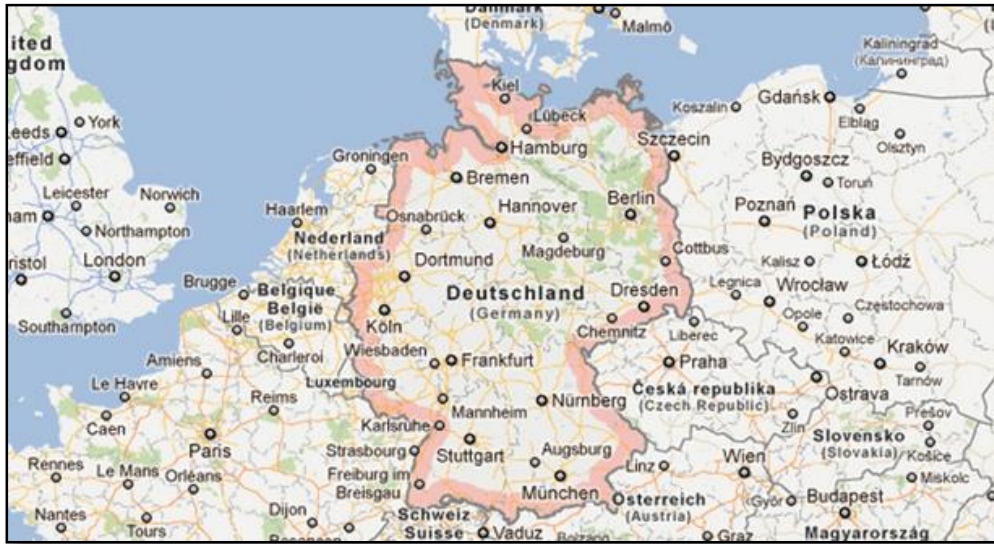 Danmark
(Denmark)
Malmö
ited
gdom
Kaliningrad
(Калининград)
Kiel
Koszalin
Gdańsk
Elbląg
Lübeck
York
Leeds
Hamburg
Szczecin
Olsztyn
effield
Groningen
Bremen
Bydgoszcz
Toruń
Leicester
Norwich
Berlin
Haarlem
Osnabrück
Hannover
Poznań
Polska
(Poland)
ham
Northampton
Nederland
(Netherlands)
Magdeburg
Cottbus
London
Dortmund
Kalisz
Łódź
ristol
Brugge
Belgique
België
(Belgium)
Deutschland
(Germany)
Dresden
Legnica
Wrocław
Southampton
Lille
Köln
Chemnitz
Liberec
Opole
Częstochowa
Charleroi
Wiesbaden
Frankfurt
Praha
Katowice
Kraków
Amiens
Tarnów
Le Havre
Luxembourg
Česká republika
(Czech Republic)
Ostrava
Reims
Mannheim
Nürnberg
Caen
Karlsruhe
Prešov
Paris
Zlín
Slovensko
(Slovakia)
Košice
Strasbourg
Stuttgart
Augsburg
Rennes
Le Mans
Orléans
Freiburg im
Breisgau
Linz
Wien
Miskolc
München
Österreich
(Austria)
Győr
Budapest
Nantes
Tours
Dijon
Schweiz
Suisse
Vaduz
Graz
Magyarország